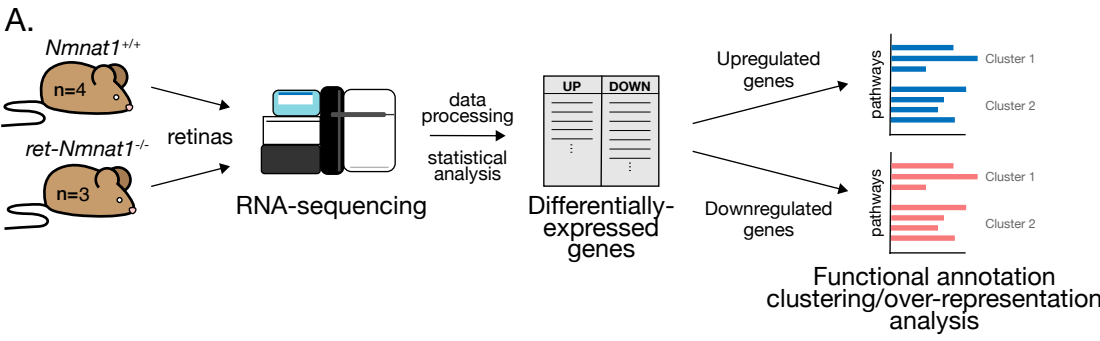 A.
Nmnat1+/+
n=4
ret-Nmnat1-/-
n=3
retinas
RNA-sequencing
data
processing
statistical
analysis
UP DOWN
Differentially-
expressed
genes
Upregulated
genes
Downregulated
genes
pathways
Cluster 1
Cluster 2
pathways
Cluster 1
Cluster 2
Functional annotation
clustering/over-representation
analysis